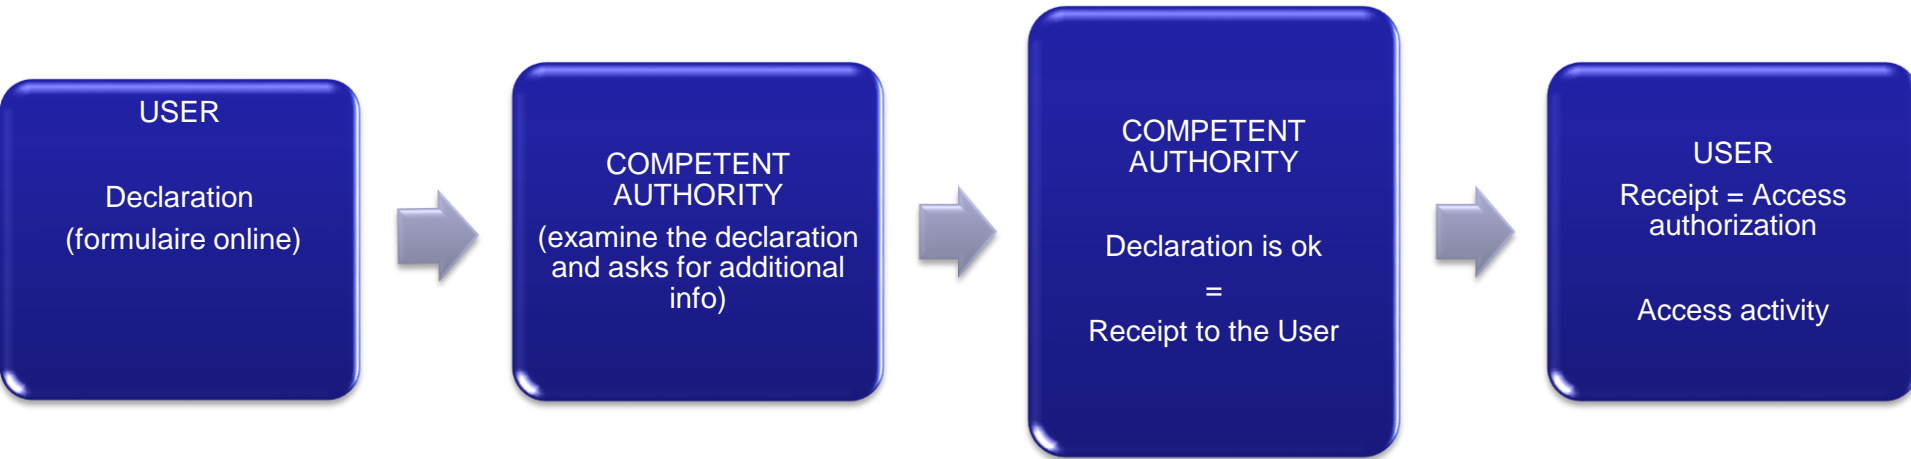 USER
Declaration
(formulaire online)
COMPETENT
AUTHORITY
(examine the declaration
and asks for additional
info)
COMPETENT
AUTHORITY
Declaration is ok
=
Receipt to the User
USER
Receipt = Access
authorization
Access activity